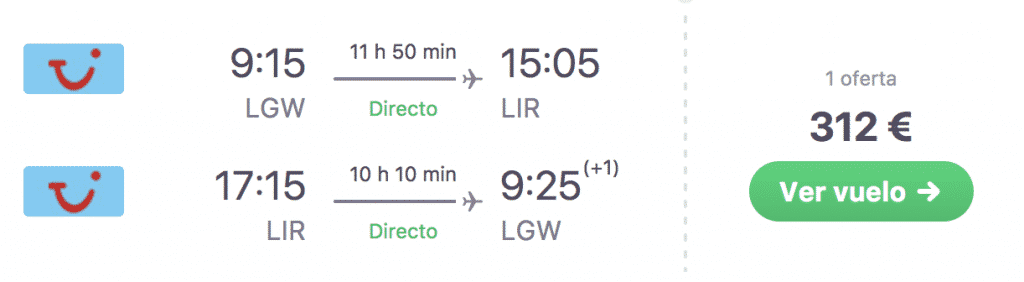 11 h 50 min
9:15 15:05
LGW Directo LIR
10 h 10 min
17:15 9:25(+1)
LIR Directo LGW
1 oferta
312 €
Ver vuelo →